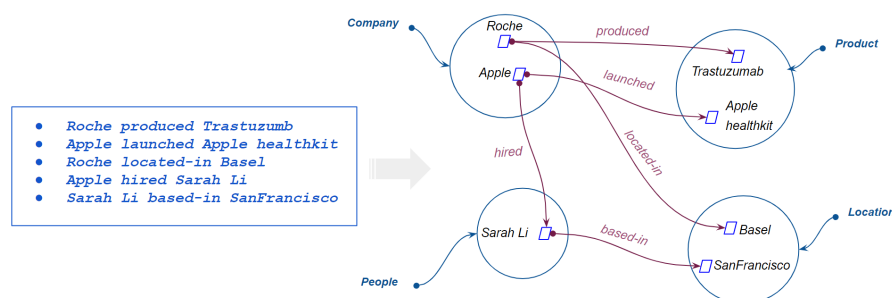 Roche produced Trastuzumb
Apple launched Apple healthkit
Roche located-in Basel
Apple hired Sarah Li
Sarah Li based-in SanFrancisco
Company
Roche
Apple
produced
launched
located-in
hired
Product
Trastuzumab
Apple
healthkit
People
Sarah Li
based-in
Location
Basel
SanFrancisco